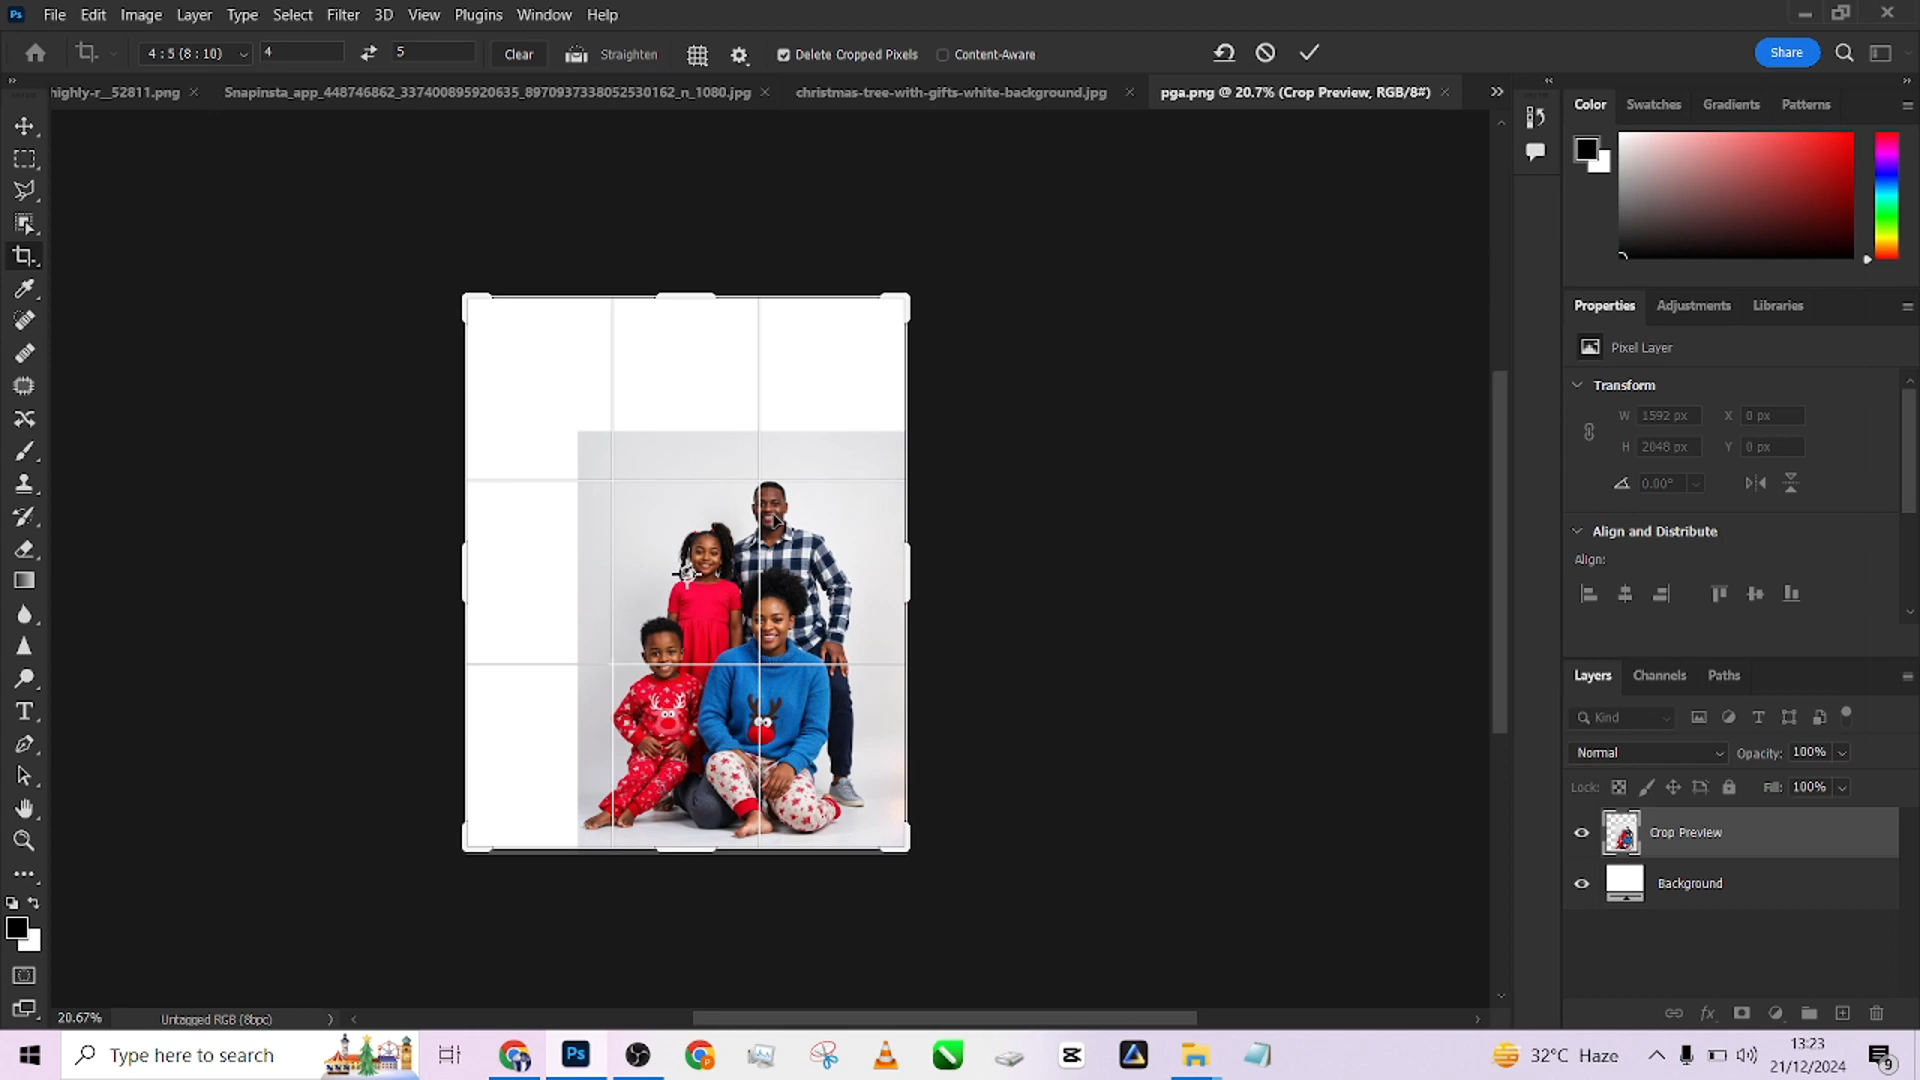 Ps File Edit Image Layer Type Select Filter 3D View Plugins Window Help
4 : 5 (8 : 10) 4 5 Clear Straighten Delete Cropped Pixels Content-Aware Share
highly-r__52811.png Snapinsta_app_448746862_337400895920635_8970937338052530162_n_1080.jpg christmas-tree-with-gifts-white-background.jpg pga.png @ 20.7% (Crop Preview, RGB/8#)
Color Swatches Gradients Patterns
Properties Adjustments Libraries
Pixel Layer
Transform
W 1592 px X 0 px
H 2048 px Y 0 px
0.00°
Align and Distribute
Align:
Layers Channels Paths
Kind
Normal Opacity: 100%
Lock: Fill: 100%
Crop Preview
Background
20.67% Untagged RGB (8bpc)
Type here to search
Ps
32°C Haze
13:23
21/12/2024
9